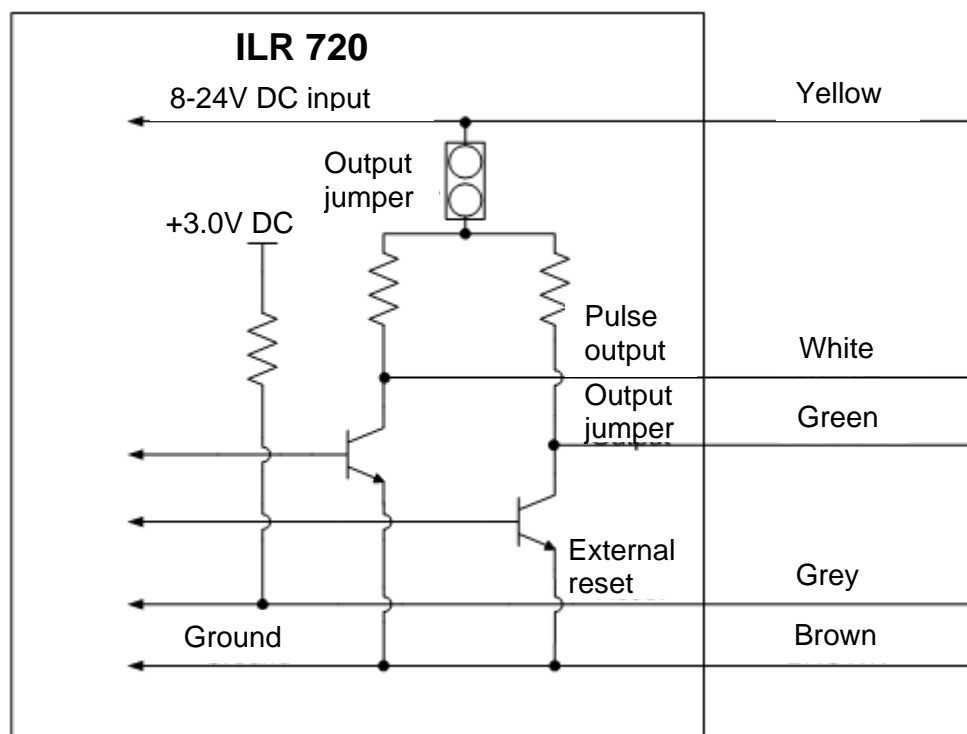 ILR 720
8-24V DC input
Yellow
Output
jumper
+3.0V DC
Pulse
output
White
Output
jumper
Green
External
reset
Grey
Ground
Brown